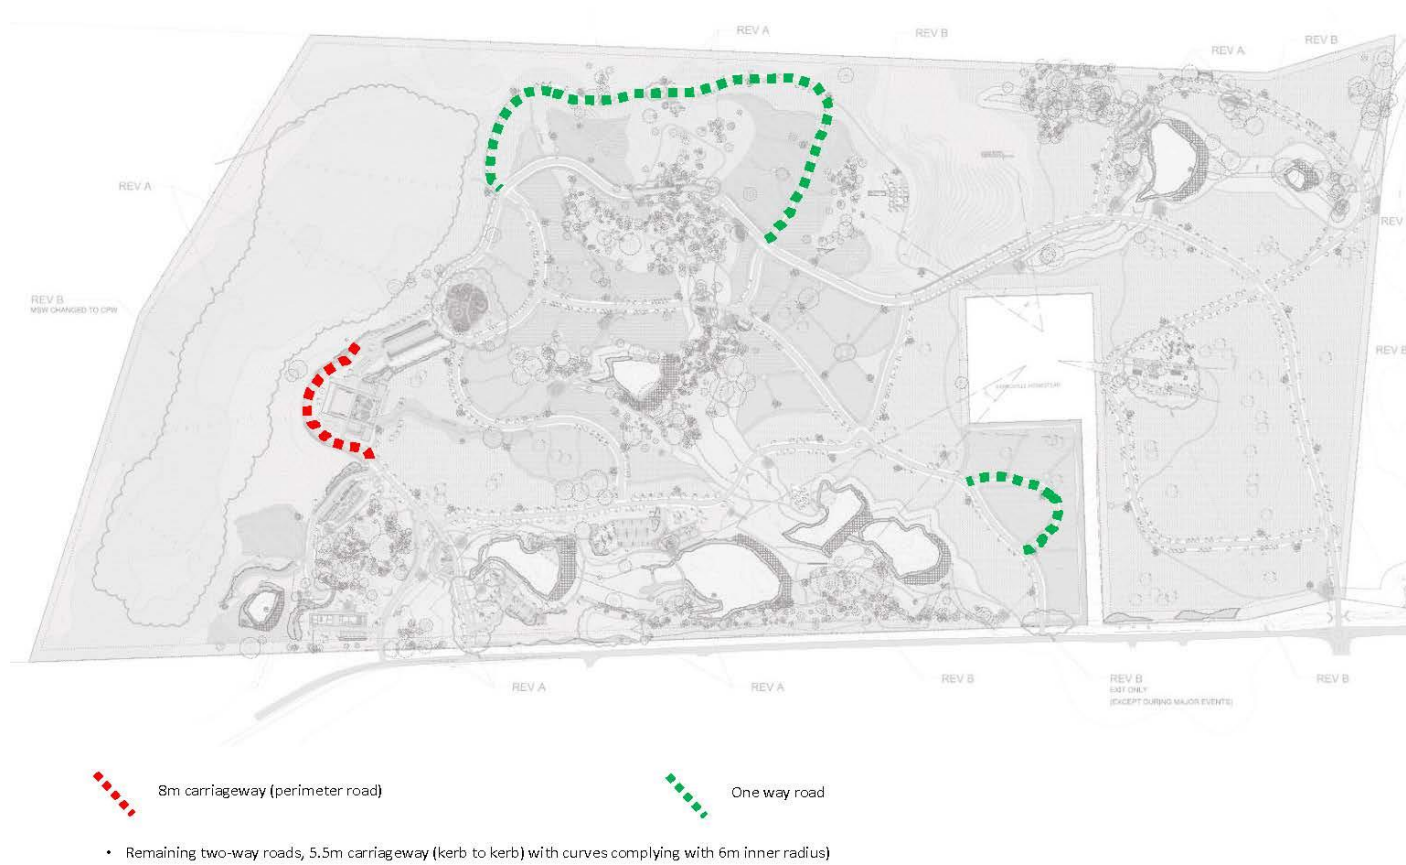 REV A
REV B
REV A
REV B
REV A
REV
REV B
MSW CHANGED TO CPW
REV B
REV A
REV A
REV B
REV B
EXIT ONLY
(EXCEPT DURING MAJOR EVENTS)
REV B
8m carriageway (perimeter road)
One way road
• Remaining two-way roads, 5.5m carriageway (kerb to kerb) with curves complying with 6m inner radius)